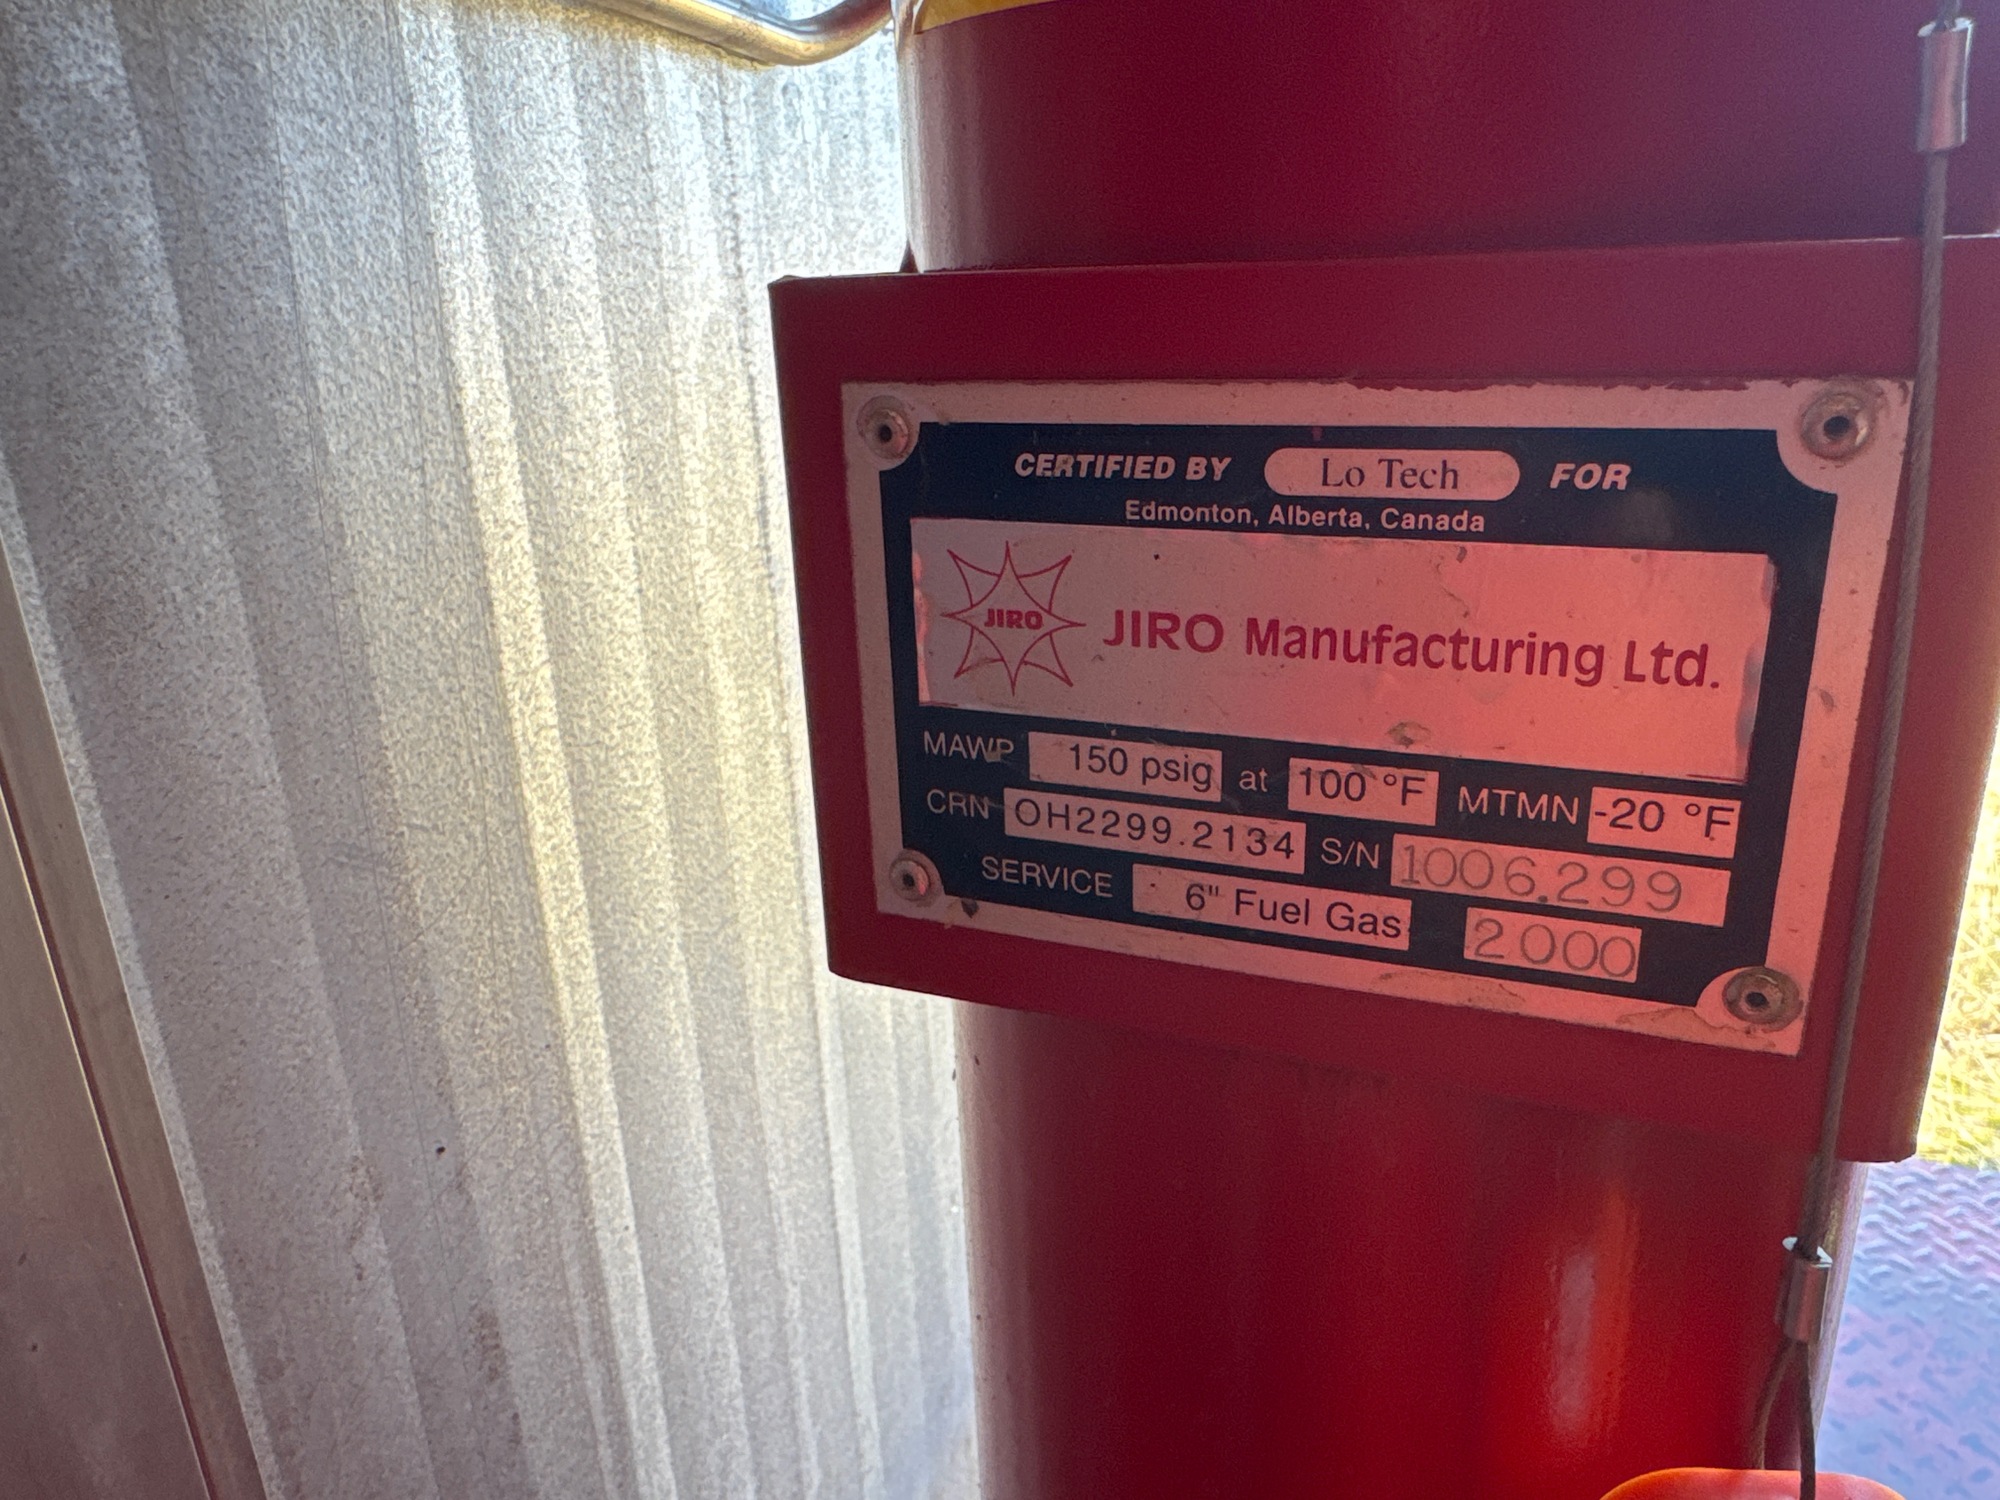 CERTIFIED BY Lo Tech FOR
Edmonton, Alberta, Canada
JIRO JIRO Manufacturing Ltd.
MAWP 150 psig at 100 °F MTMN -20 °F
CRN OH2299.2134 S/N 1006.299
SERVICE 6" Fuel Gas 2000